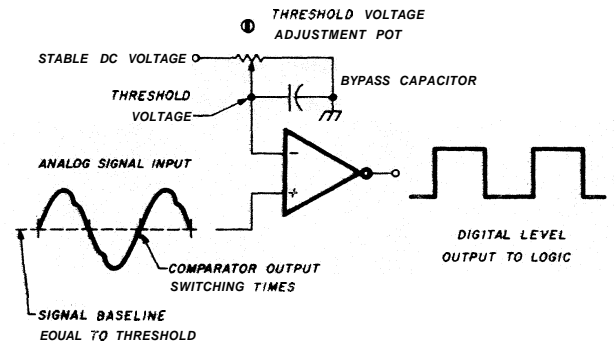 THRESHOLD VOLTAGE
ADJUSTMENT POT
STABLE DC VOLTAGE
BYPASS CAPACITOR
THRESHOLD
VOLTAGE
ANALOG SIGNAL INPUT
-
+
COMPARATOR OUTPUT
SWITCHING TIMES
DIGITAL LEVEL
OUTPUT TO LOGIC
SIGNAL BASELINE
EQUAL TO THRESHOLD